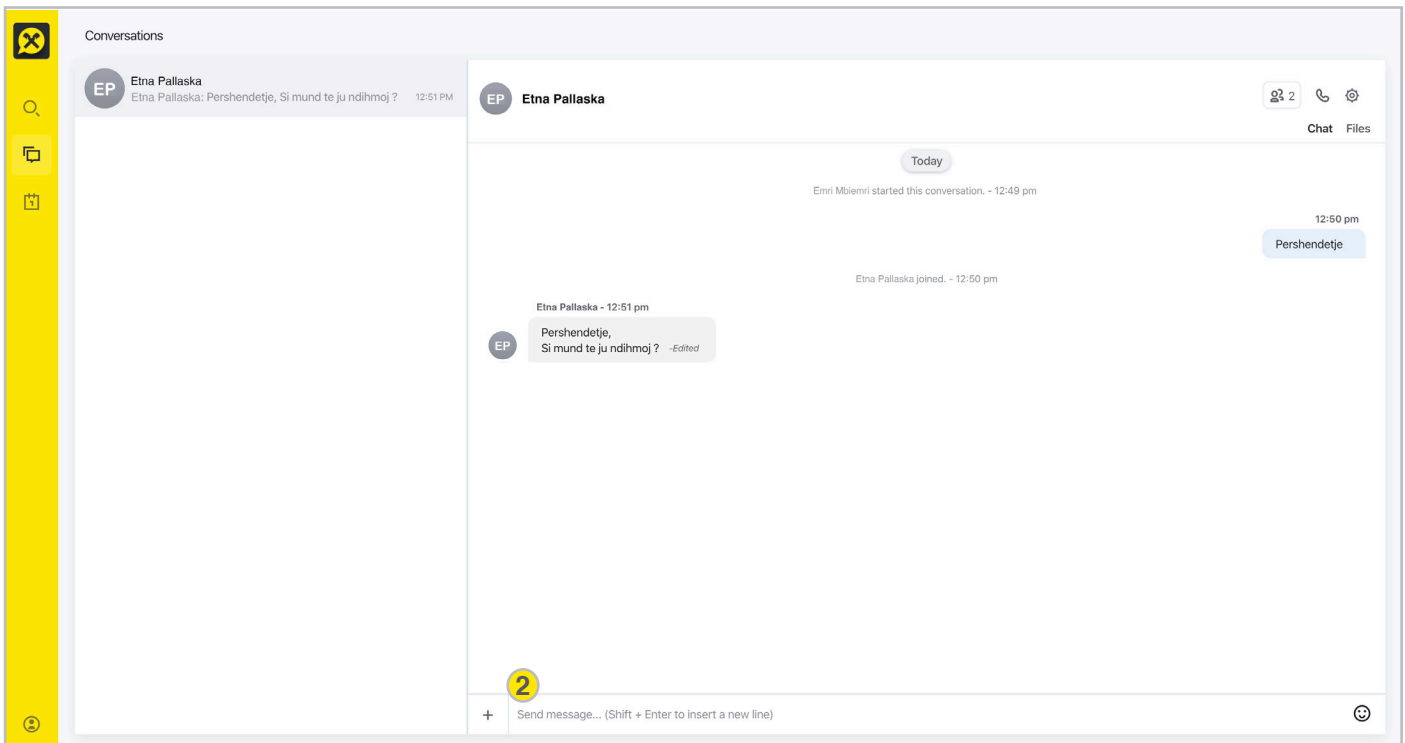 Conversations
EP
Etna Pallaska
Etna Pallaska: Pershendetje, Si mund te ju ndihmoj ? 12:51 PM
EP Etna Pallaska
2
Chat Files
Today
Emri Mbiemri started this conversation. - 12:49 pm
12:50 pm
Pershendetje
Etna Pallaska joined. - 12:50 pm
Etna Pallaska - 12:51 pm
EP
Pershendetje,
Si mund te ju ndihmoj ? -Edited
2
+ Send message... (Shift + Enter to insert a new line)
1